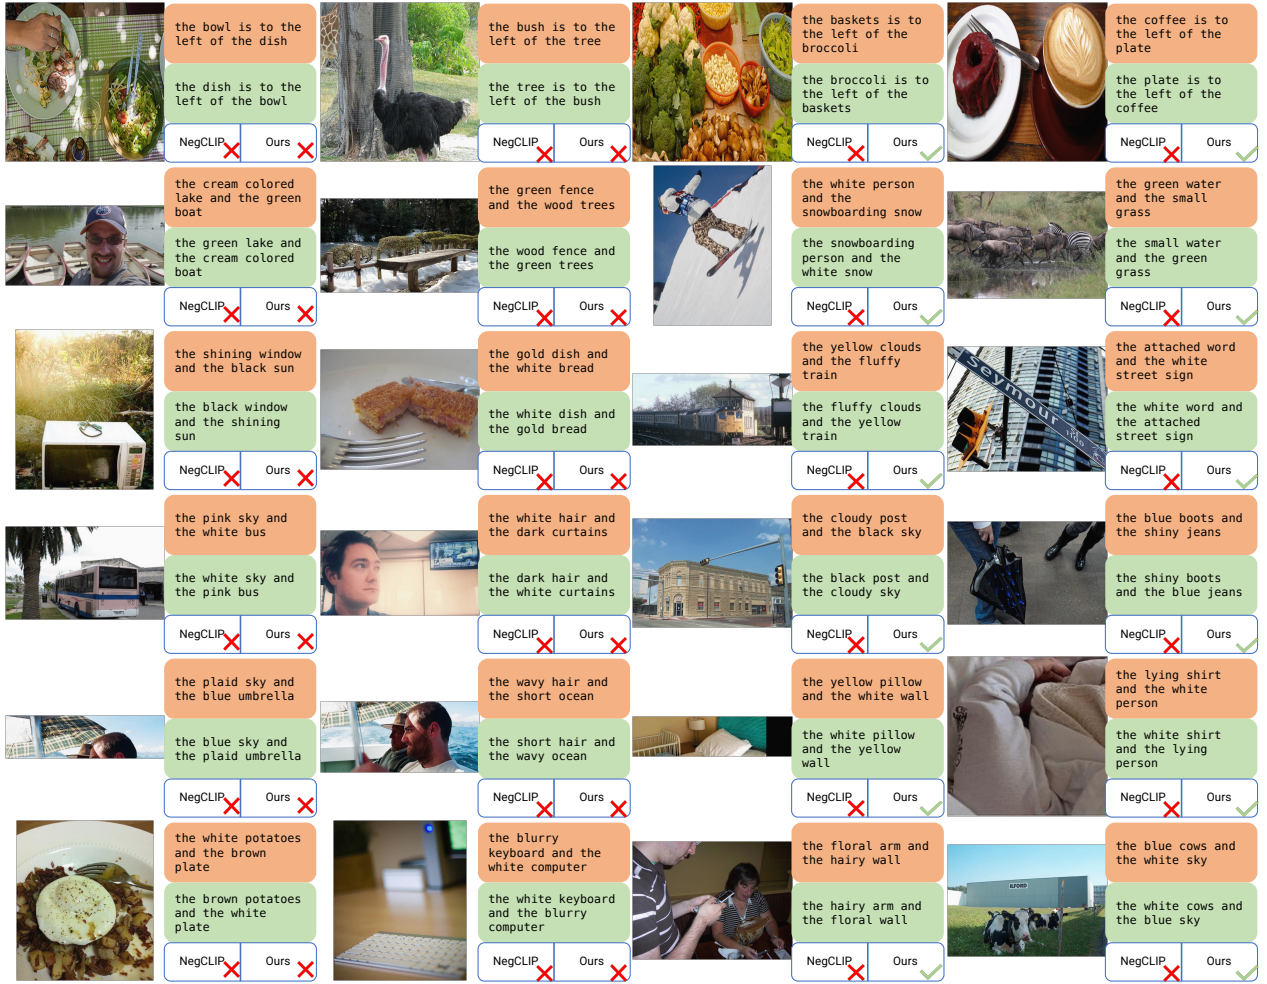 the bowl is to the
left of the dish
the dish is to the
left of the bowl
NegCLIP
Ours
the bush is to the
left of the tree
the tree is to the
left of the bush
NegCLIP
Ours
the baskets is to
the left of the
broccoli
the broccoli is to
the left of the
baskets
NegCLIP
Ours
the coffee is to
the left of the
plate
the plate is to
the left of the
coffee
NegCLIP
Ours
the cream colored
lake and the green
boat
the green lake and
the cream colored
boat
NegCLIP
Ours
the green fence
and the wood trees
the wood fence and
the green trees
NegCLIP
Ours
the white person
and the
snowboarding snow
the snowboarding
person and the
white snow
NegCLIP
Ours
the green water
and the small
grass
the small water
and the green
grass
NegCLIP
Ours
the shining window
and the black sun
the black window
and the shining
sun
NegCLIP
Ours
the gold dish and
the white bread
the white dish and
the gold bread
NegCLIP
Ours
the yellow clouds
and the fluffy
train
the fluffy clouds
and the yellow
train
NegCLIP
Ours
Seymour
the attached word
and the white
street sign
the white word and
the attached
street sign
NegCLIP
Ours
the pink sky and
the white bus
the white sky and
the pink bus
NegCLIP
Ours
the white hair and
the dark curtains
the dark hair and
the white curtains
NegCLIP
Ours
the cloudy post
and the black sky
the black post and
the cloudy sky
NegCLIP
Ours
the blue boots and
the shiny jeans
the shiny boots
and the blue jeans
NegCLIP
Ours
the plaid sky and
the blue umbrella
the blue sky and
the plaid umbrella
NegCLIP
Ours
the wavy hair and
the short ocean
the short hair and
the wavy ocean
NegCLIP
Ours
the yellow pillow
and the white wall
the white pillow
and the yellow
wall
NegCLIP
Ours
the lying shirt
and the white
person
the white shirt
and the lying
person
NegCLIP
Ours
the white potatoes
and the brown
plate
the brown potatoes
and the white
plate
NegCLIP
Ours
the blurry
keyboard and the
white computer
the white keyboard
and the blurry
computer
NegCLIP
Ours
the floral arm and
the hairy wall
the hairy arm and
the floral wall
NegCLIP
Ours
ILFORD
the blue cows and
the white sky
the white cows and
the blue sky
NegCLIP
Ours